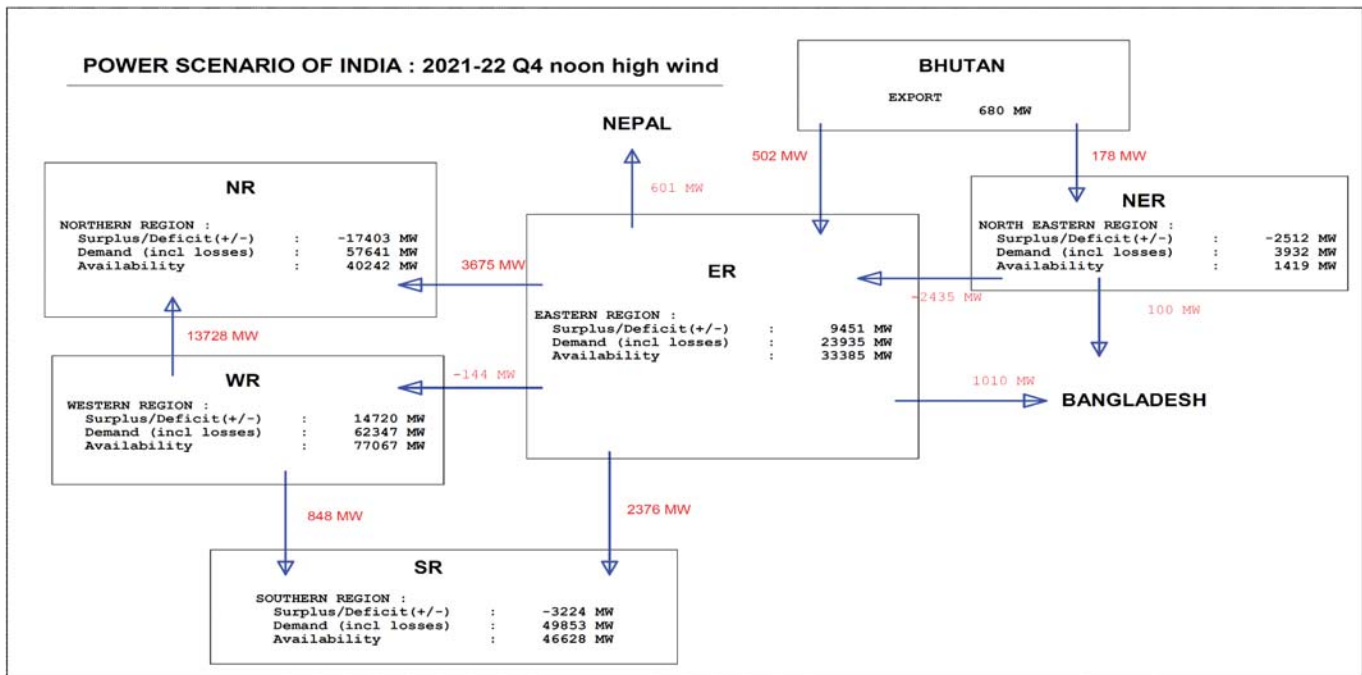 POWER SCENARIO OF INDIA : 2021-22 Q4 noon high wind
BHUTAN
EXPORT
680 MW
NEPAL
502 MW
178 MW
601 MW
NR
NORTHERN REGION :
Surplus/Deficit(+/-) : -17403 MW
Demand (incl losses) : 57641 MW
Availability : 40242 MW
NER
NORTH EASTERN REGION :
Surplus/Deficit(+/-) : -2512 MW
Demand (incl losses) : 3932 MW
Availability : 1419 MW
3675 MW
ER
EASTERN REGION :
Surplus/Deficit(+/-) : 9451 MW
Demand (incl losses) : 23935 MW
Availability : 33385 MW
-2435 MW
100 MW
13728 MW
-144 MW
1010 MW
BANGLADESH
WR
WESTERN REGION :
Surplus/Deficit(+/-) : 14720 MW
Demand (incl losses) : 62347 MW
Availability : 77067 MW
848 MW
2376 MW
SR
SOUTHERN REGION :
Surplus/Deficit(+/-) : -3224 MW
Demand (incl losses) : 49853 MW
Availability : 46628 MW